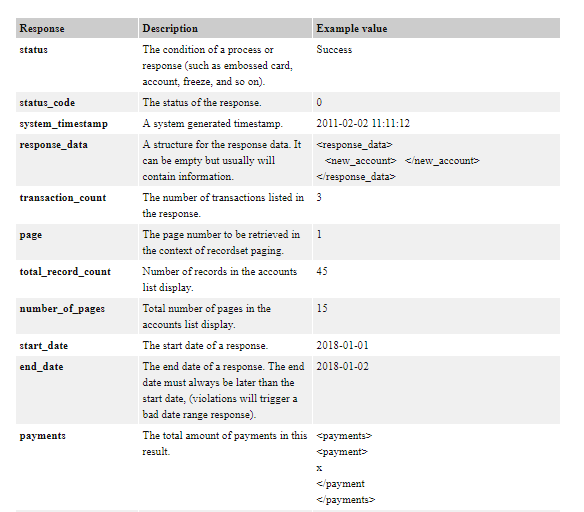 Response Description Example value
status The condition of a process or Success
response (such as embossed card,
account, freeze, and so on).
status_code The status of the response. 0
system_timestamp A system generated timestamp. 2011-02-02 11:11:12
response_data A structure for the response data. It <response_data>
can be empty but usually will <new_account> </new_account>
contain information. </response_data>
transaction_count The number of transactions listed in 3
the response.
page The page number to be retrieved in 1
the context of recordset paging.
total_record_count Number of records in the accounts 45
list display.
number_of_pages Total number of pages in the 15
accounts list display.
start_date The start date of a response. 2018-01-01
end_date The end date of a response. The end 2018-01-02
date must always be later than the
start date, (violations will trigger a
bad date range response).
payments The total amount of payments in this <payments>
result. <payment>
x
</payment
</payments>